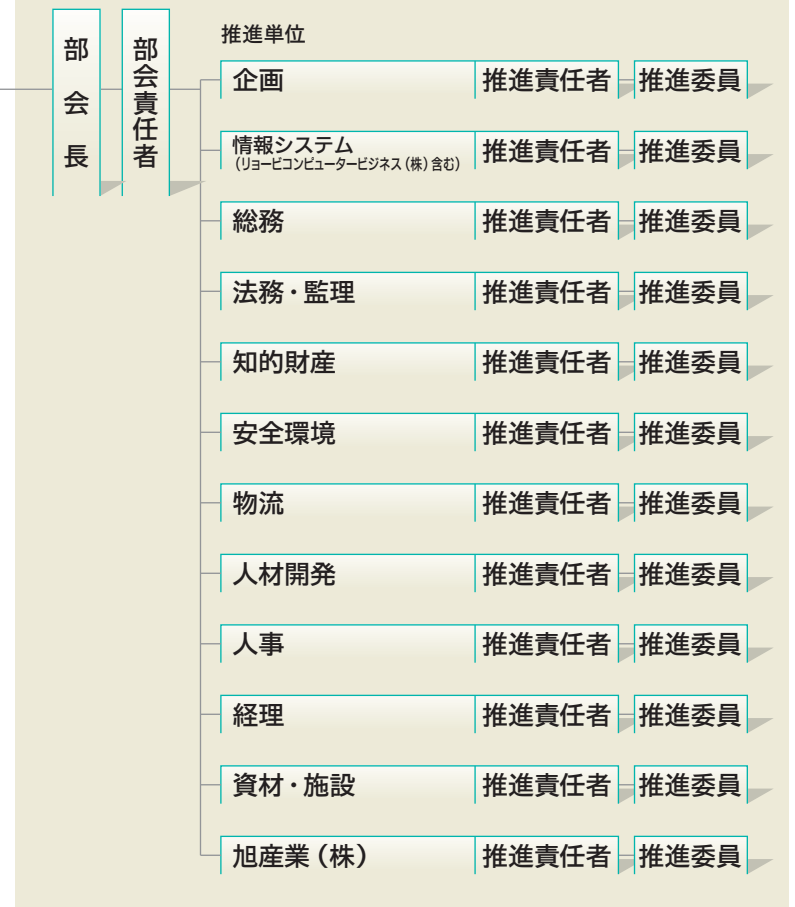 部会長
部会責任者
推進単位
企画 推進責任者 推進委員
情報システム
（リョービコンピュータービジネス（株）含む） 推進責任者 推進委員
総務 推進責任者 推進委員
法務・監理 推進責任者 推進委員
知的財産 推進責任者 推進委員
安全環境 推進責任者 推進委員
物流 推進責任者 推進委員
人材開発 推進責任者 推進委員
人事 推進責任者 推進委員
経理 推進責任者 推進委員
資材・施設 推進責任者 推進委員
旭産業（株） 推進責任者 推進委員